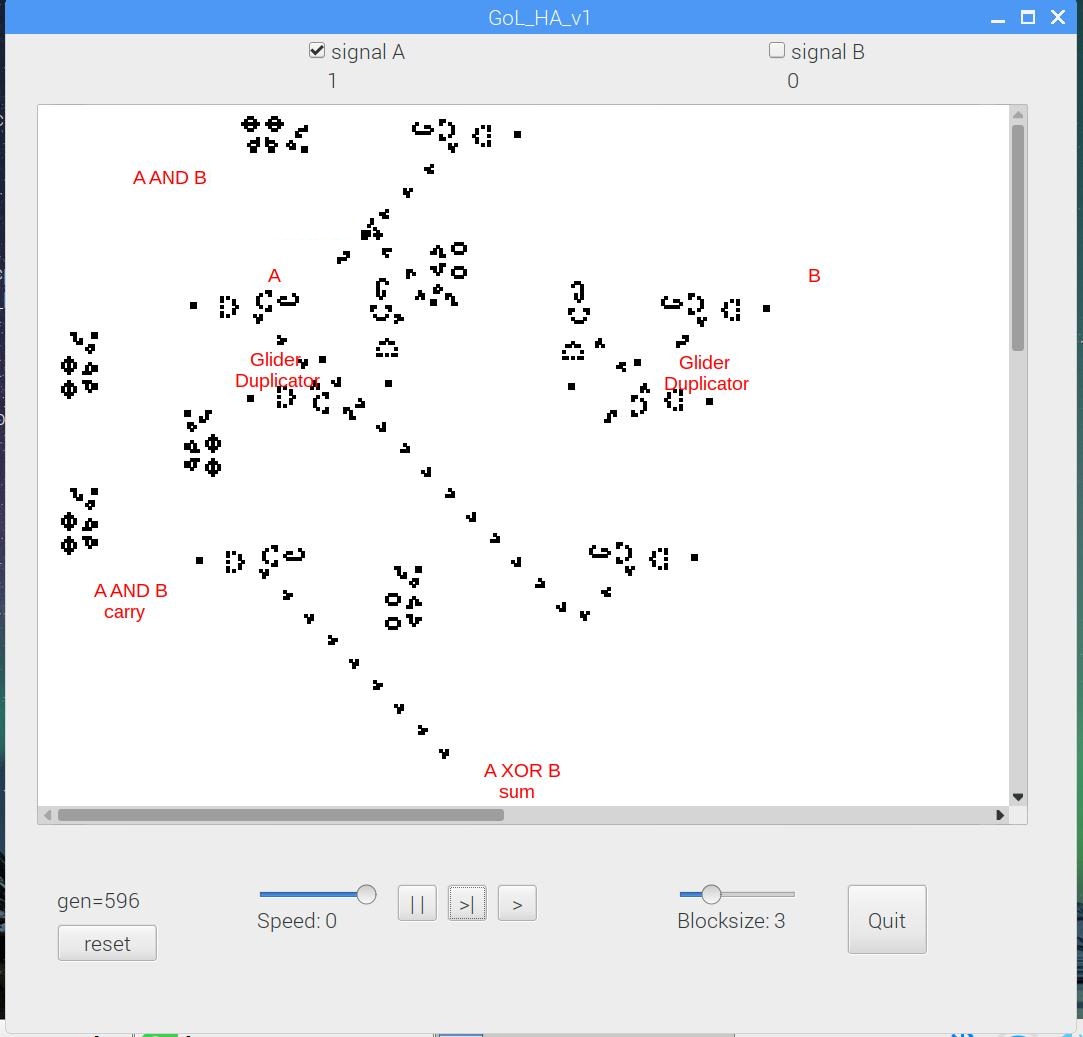 GoL_HA_v1
signal A
signal B
1
0
A AND B
A
B
Glider
Duplicator
Glider
Duplicator
A AND B
carry
A XOR B
sum
gen=596
reset
Speed: 0
||
>|
>
Blocksize: 3
Quit